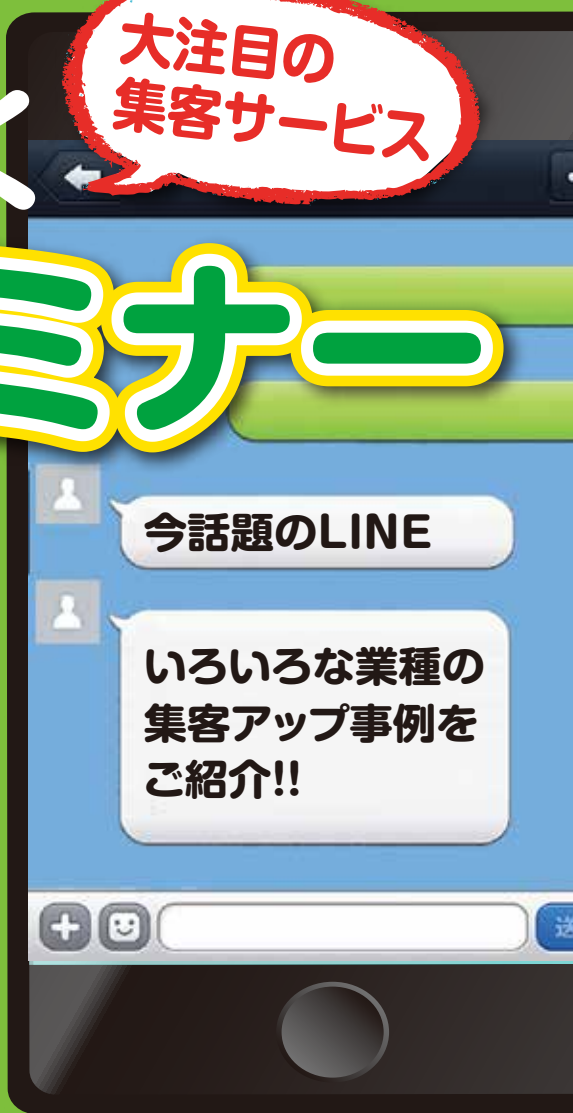 大注目の
集客サービス
ミナー
今話題のLINE
いろいろな業種の
集客アップ事例を
ご紹介!!
送